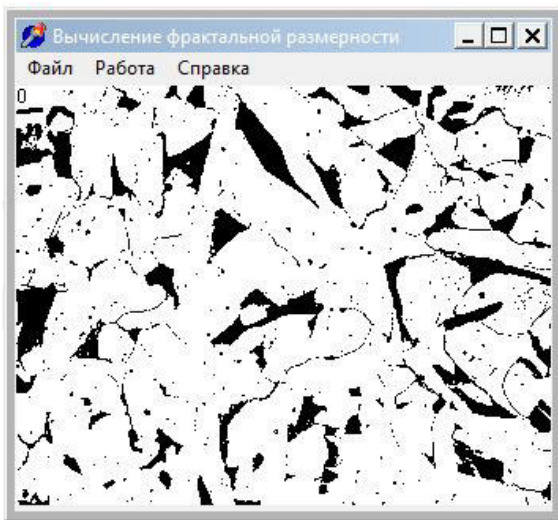 Вычисление фрактальной размерности
Файл Работа Справка
0